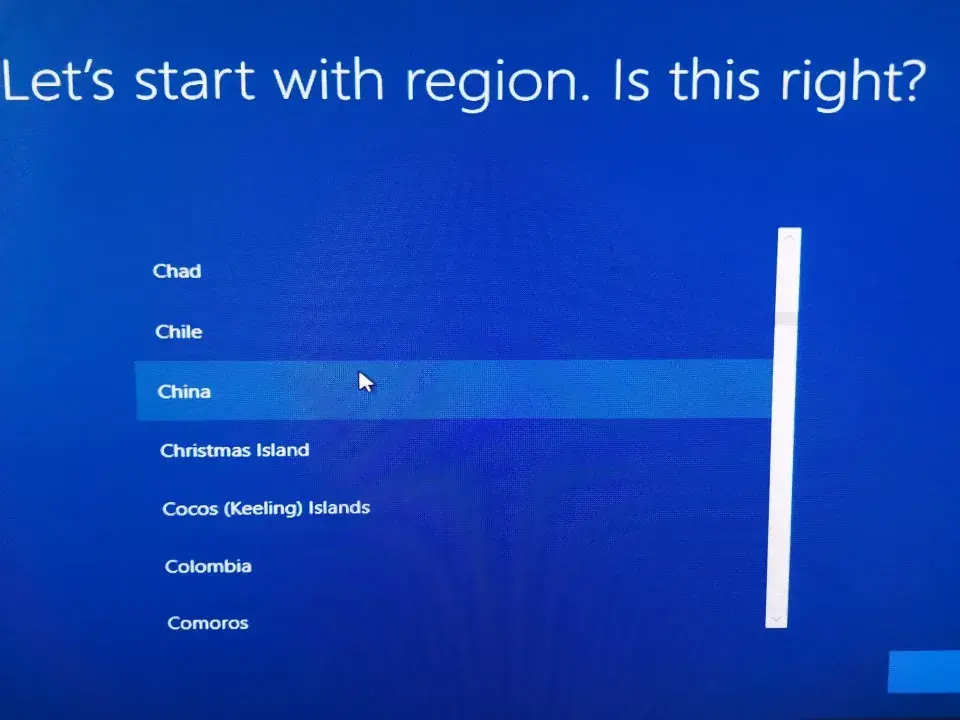 Let's start with region. Is this right?
Chad
Chile
China
Christmas Island
Cocos (Keeling) Islands
Colombia
Comoros